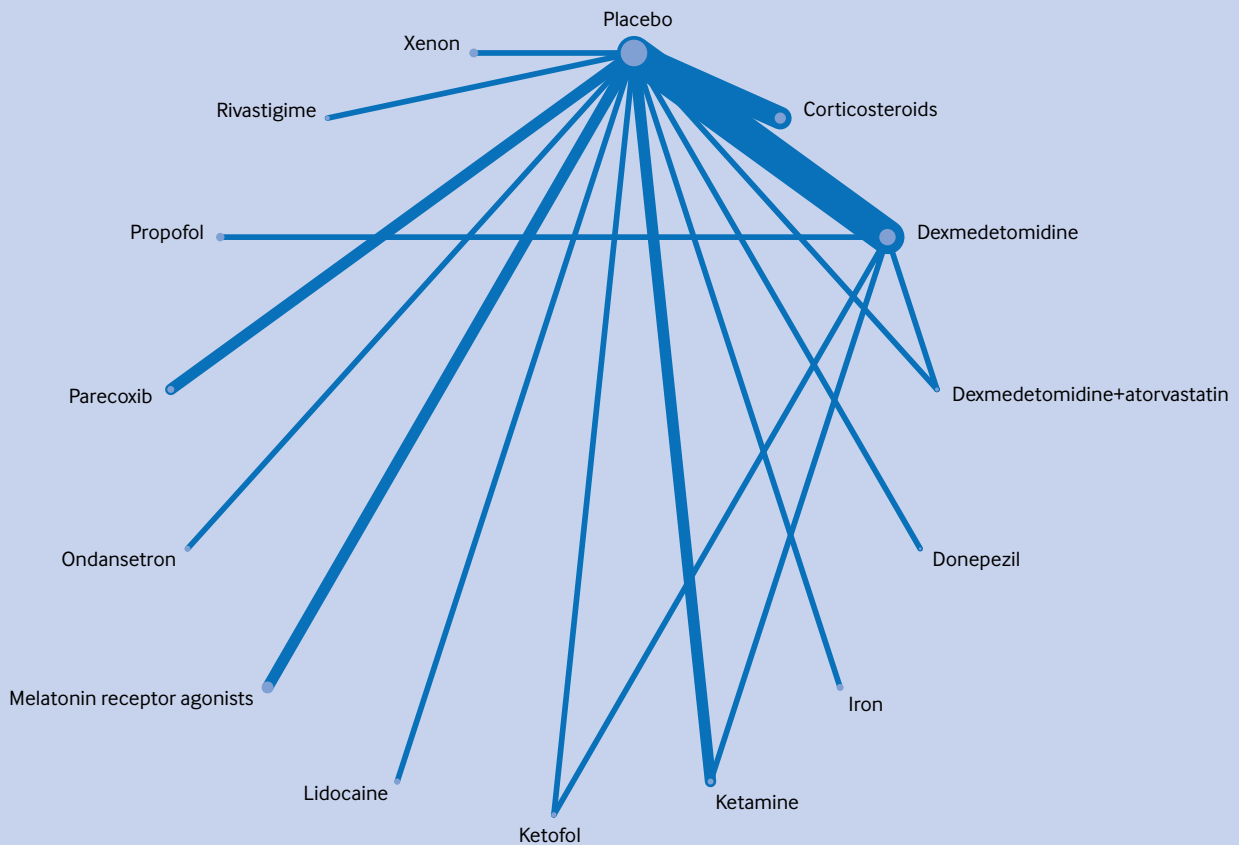 Placebo
Xenon
Corticosteroids
Rivastigime
Propofol
Dexmedetomidine
Parecoxib
Dexmedetomidine+atorvastatin
Ondansetron
Donepezil
Melatonin receptor agonists
Iron
Lidocaine
Ketamine
Ketofol